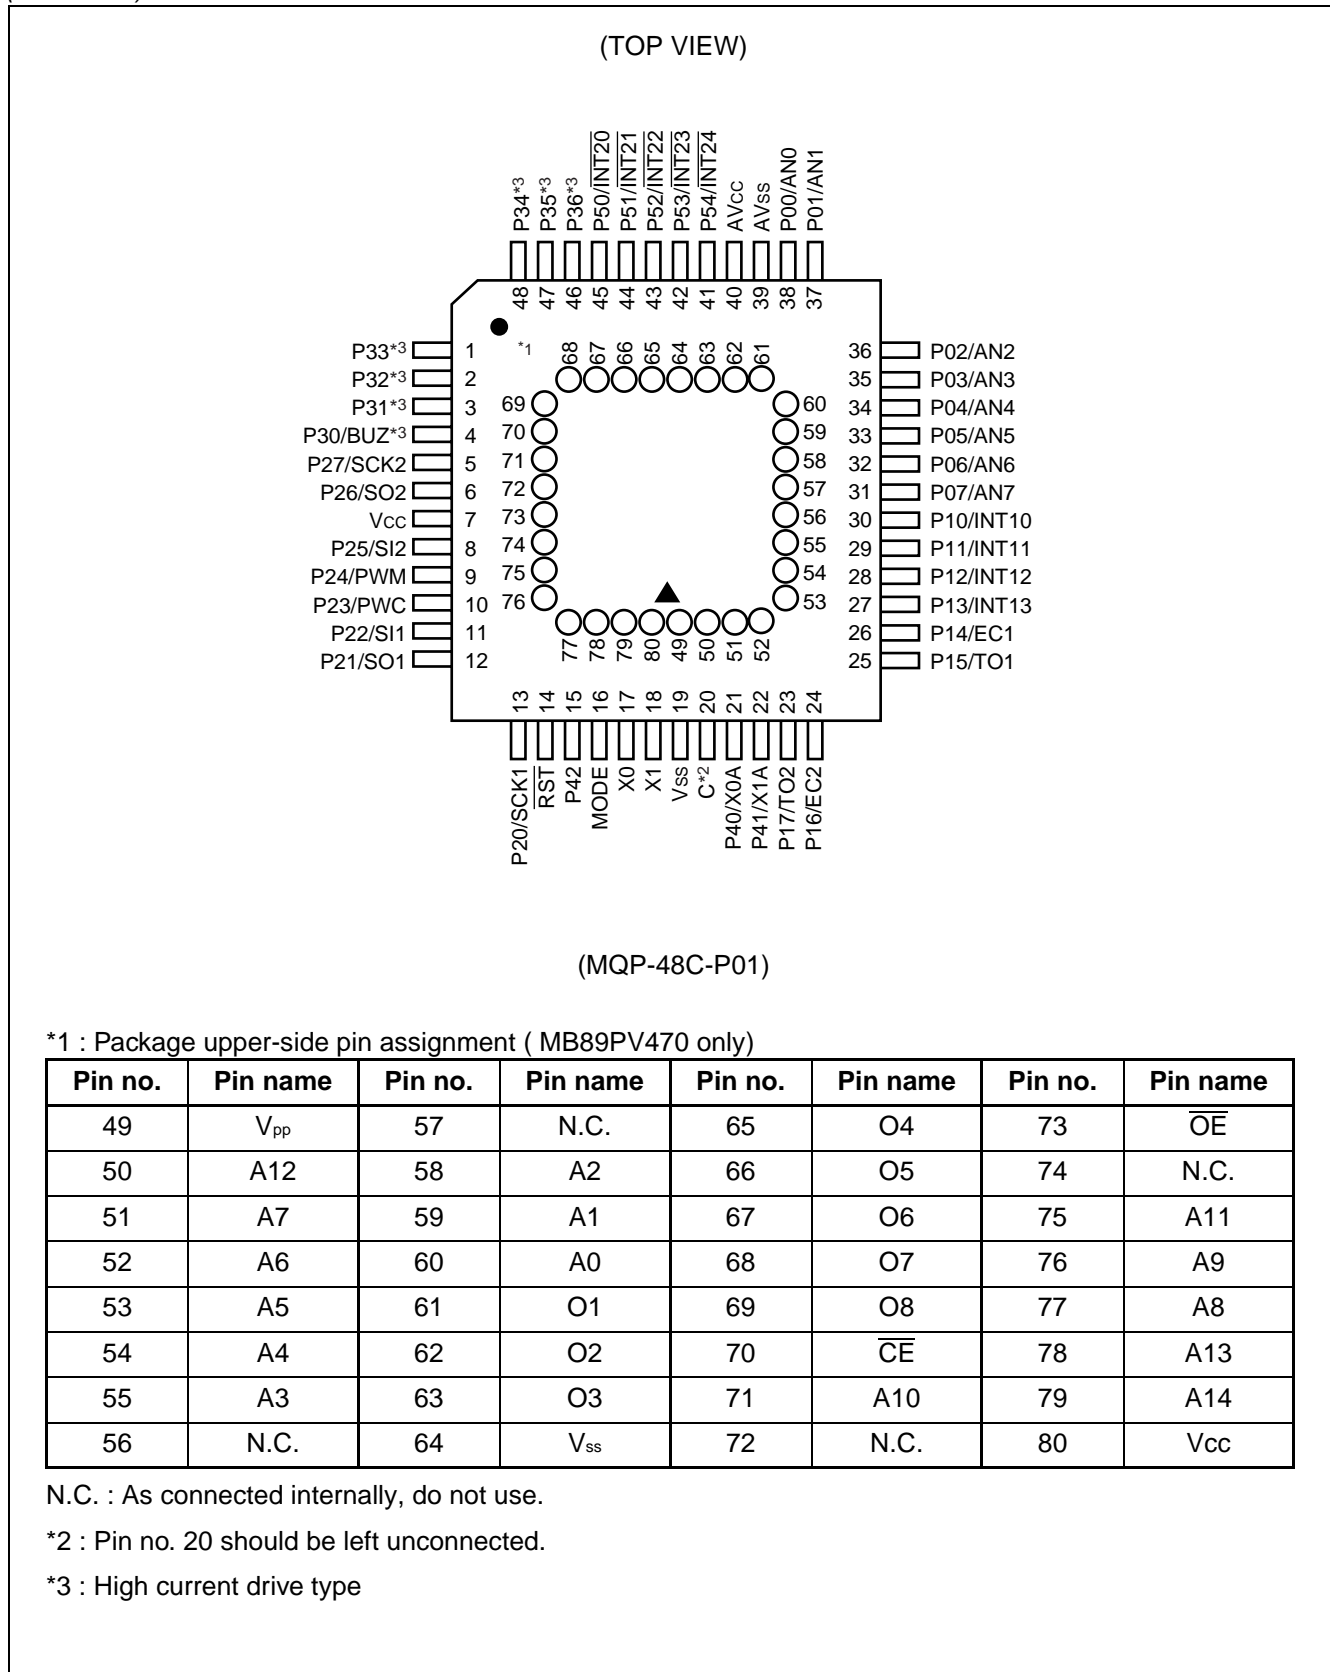 (TOP VIEW)
P34*3
P35*3
P36*3
P50/INT20
P51/INT21
P52/INT22
P53/INT23
P54/INT24
AVCC
AVSS
P00/AN0
P01/AN1
48 47 46 45 44 43 42 41 40 39 38 37
*1
68 67 66 65 64 63 62 61
P33*3 1
P32*3 2
P31*3 3
P30/BUZ*3 4
P27/SCK2 5
P26/SO2 6
VCC 7
P25/SI2 8
P24/PWM 9
P23/PWC 10
P22/SI1 11
P21/SO1 12
69
70
71
72
73
74
75
76
60
59
58
57
56
55
54
53
36 P02/AN2
35 P03/AN3
34 P04/AN4
33 P05/AN5
32 P06/AN6
31 P07/AN7
30 P10/INT10
29 P11/INT11
28 P12/INT12
27 P13/INT13
26 P14/EC1
25 P15/TO1
77 78 79 80 49 50 51 52
13 14 15 16 17 18 19 20 21 22 23 24
P20/SCK1
RST
P42
MODE
X0
X1
VSS
C*2
P40/X0A
P41/X1A
P17/TO2
P16/EC2
(MQP-48C-P01)
*1 : Package upper-side pin assignment ( MB89PV470 only)
Pin no. Pin name Pin no. Pin name Pin no. Pin name Pin no. Pin name
49 Vpp 57 N.C. 65 O4 73 OE
50 A12 58 A2 66 O5 74 N.C.
51 A7 59 A1 67 O6 75 A11
52 A6 60 A0 68 O7 76 A9
53 A5 61 O1 69 O8 77 A8
54 A4 62 O2 70 CE 78 A13
55 A3 63 O3 71 A10 79 A14
56 N.C. 64 Vss 72 N.C. 80 Vcc
N.C. : As connected internally, do not use.
*2 : Pin no. 20 should be left unconnected.
*3 : High current drive type